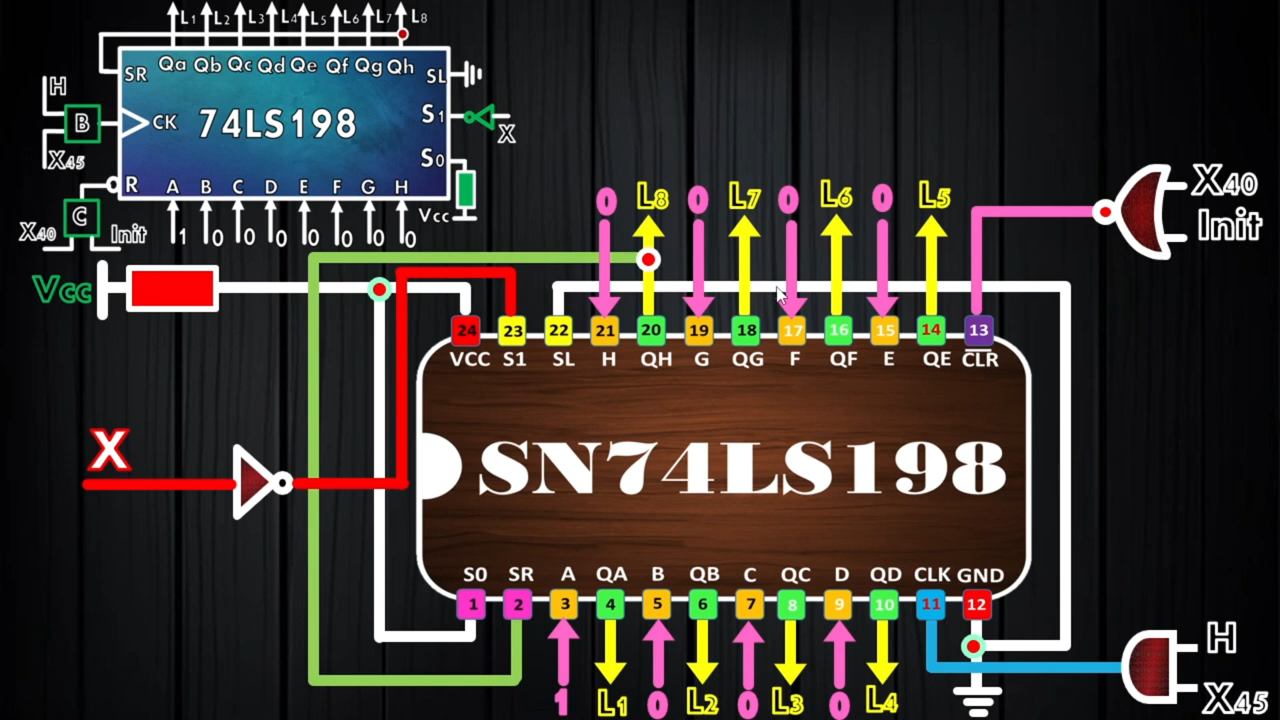 L1 L2 L3 L4 L5 L6 L7 L8
SR Qa Qb Qc Qd Qe Qf Qg Qh SL
H
B CK 74LS198 S1 X
X45
S0
R A B C D E F G H
C Vcc
X40 Init 1 0 0 0 0 0 0 0
0 L8 0 L7 0 L6 0 L5
X40
Init
Vcc
24 23 22 21 20 19 18 17 16 15 14 13
VCC S1 SL H QH G QG F QF E QE CLR
X
SN74LS198
S0 SR A QA B QB C QC D QD CLK GND
1 2 3 4 5 6 7 8 9 10 11 12
H
1 L1 0 L2 0 L3 0 L4
X45